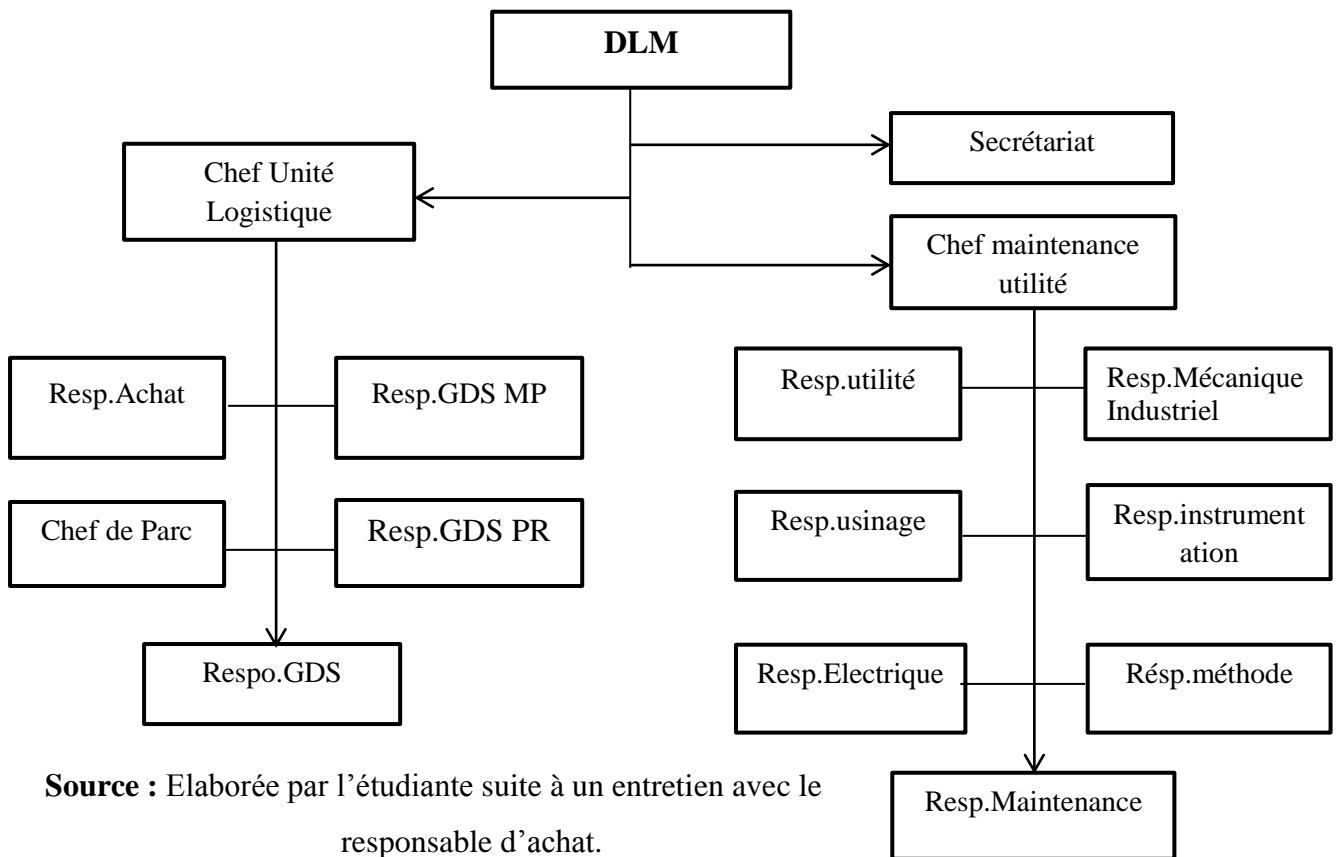 DLM
Secrétariat
Chef Unité
Logistique
Chef maintenance
utilité
Resp.Achat
Resp.GDS MP
Resp.utilité
Resp.Mécanique
Industriel
Chef de Parc
Resp.GDS PR
Resp.usinage
Resp.instrument
ation
Respo.GDS
Resp.Electrique
Résp.méthode
Resp.Maintenance
Source : Elaborée par l’étudiante suite à un entretien avec le
responsable d’achat.